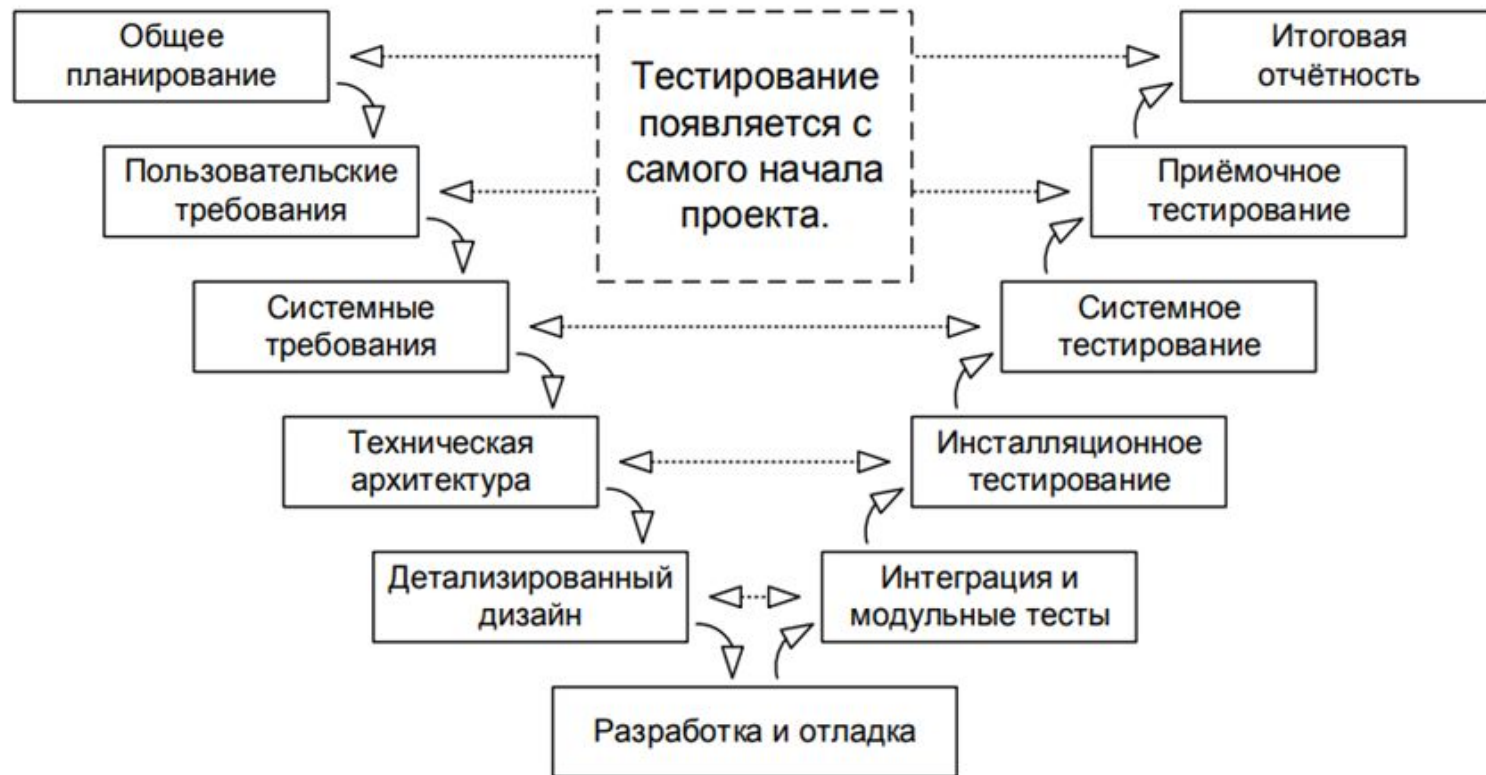 Общее
планирование
Тестирование
появляется с
самого начала
проекта.
Итоговая
отчётность
Пользовательские
требования
Приёмочное
тестирование
Системные
требования
Системное
тестирование
Техническая
архитектура
Инсталляционное
тестирование
Детализированный
дизайн
Интеграция и
модульные тесты
Разработка и отладка